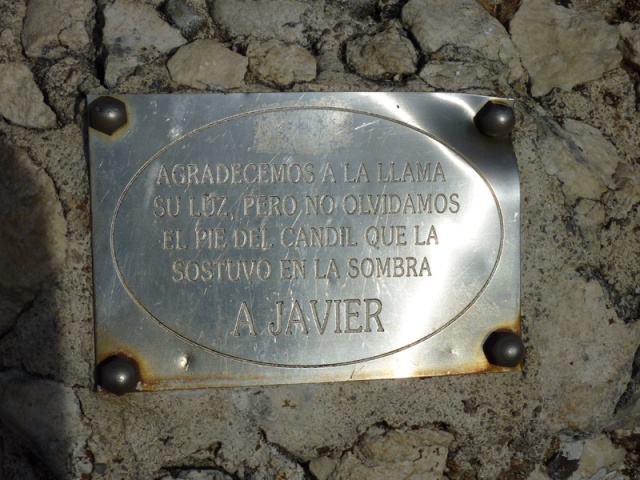 AGRADECEMOS A LA LLAMA
SU LUZ, PERO NO OLVIDAMOS
EL PIE DEL CANDIL QUE LA
SOSTUVO EN LA SOMBRA
A JAVIER